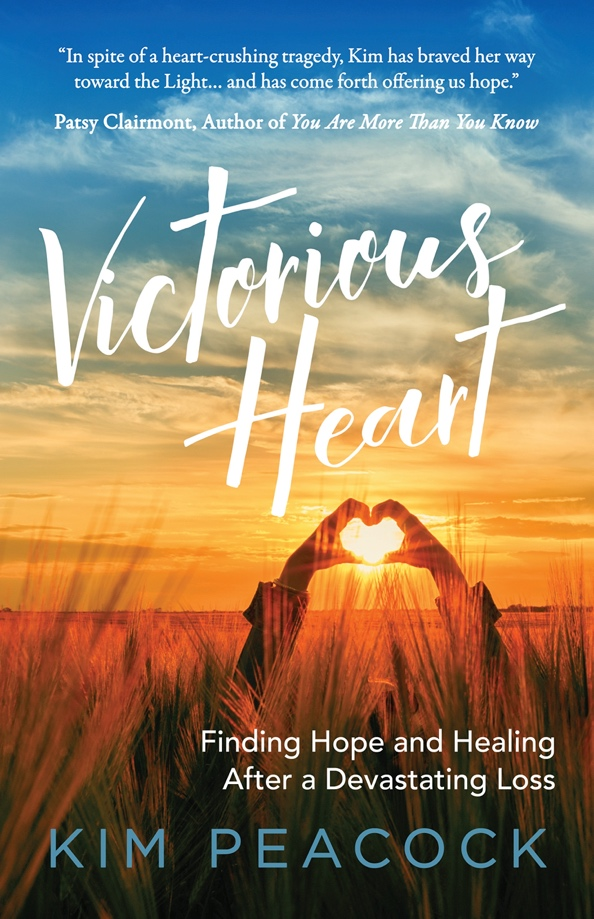 “In spite of a heart-crushing tragedy, Kim has braved her way
toward the Light... and has come forth offering us hope.”
Patsy Clairmont, Author of You Are More Than You Know
Victorious
Heart
Finding Hope and Healing
After a Devastating Loss
KIM PEACOCK